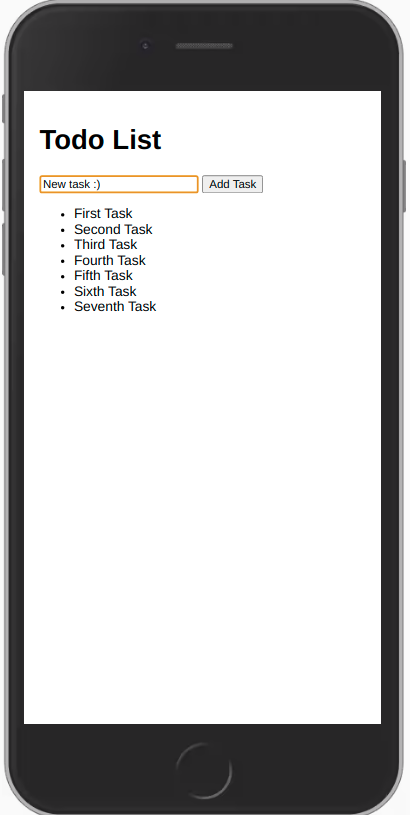 Todo List
New task :) Add Task
First Task
Second Task
Third Task
Fourth Task
Fifth Task
Sixth Task
Seventh Task